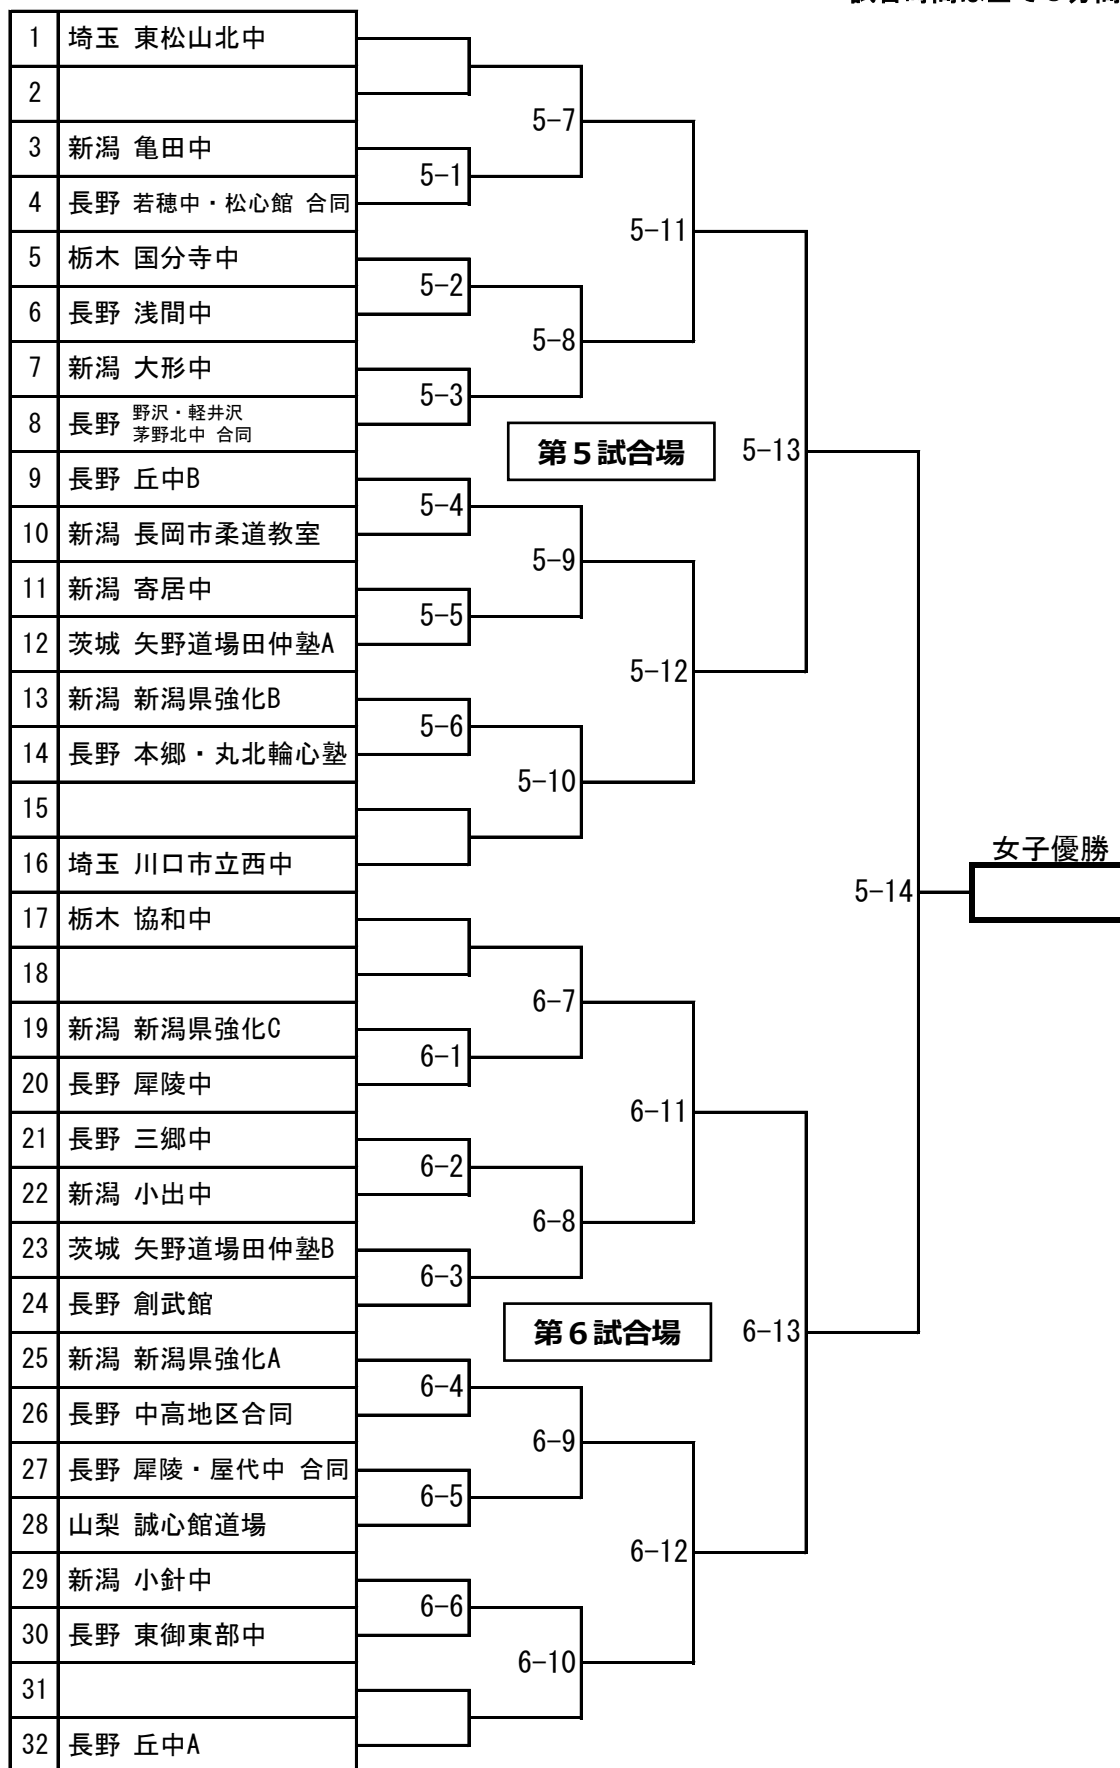 1 埼玉 東松山北中
2
3 新潟 亀田中
4 長野 若穂中・松心館 合同
5 栃木 国分寺中
6 長野 浅間中
7 新潟 大形中
8 長野 野沢・軽井沢
茅野北中 合同
9 長野 丘中B
10 新潟 長岡市柔道教室
11 新潟 寄居中
12 茨城 矢野道場田仲塾A
13 新潟 新潟県強化B
14 長野 本郷・丸北輪心塾
15
16 埼玉 川口市立西中
17 栃木 協和中
18
19 新潟 新潟県強化C
20 長野 犀陵中
21 長野 三郷中
22 新潟 小出中
23 茨城 矢野道場田仲塾B
24 長野 創武館
25 新潟 新潟県強化A
26 長野 中高地区合同
27 長野 犀陵・屋代中 合同
28 山梨 誠心館道場
29 新潟 小針中
30 長野 東御東部中
31
32 長野 丘中A
5-1
5-2
5-3
5-4
5-5
5-6
6-1
6-2
6-3
6-4
6-5
6-6
5-7
5-8
第5試合場
5-9
5-10
6-7
6-8
第6試合場
6-9
6-10
5-11
5-12
6-11
6-12
5-13
6-13
5-14
女子優勝